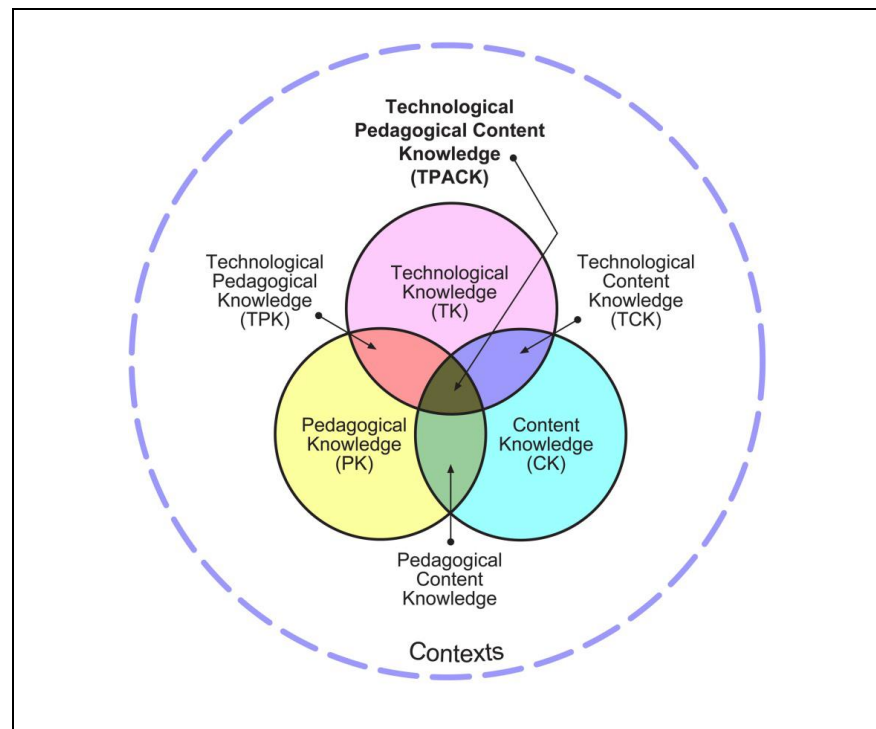 Technological
Pedagogical Content
Knowledge
(TPACK)
Technological
Pedagogical
Knowledge
(TPK)
Technological
Knowledge
(TK)
Technological
Content
Knowledge
(TCK)
Pedagogical
Knowledge
(PK)
Content
Knowledge
(CK)
Pedagogical
Content
Knowledge
Contexts